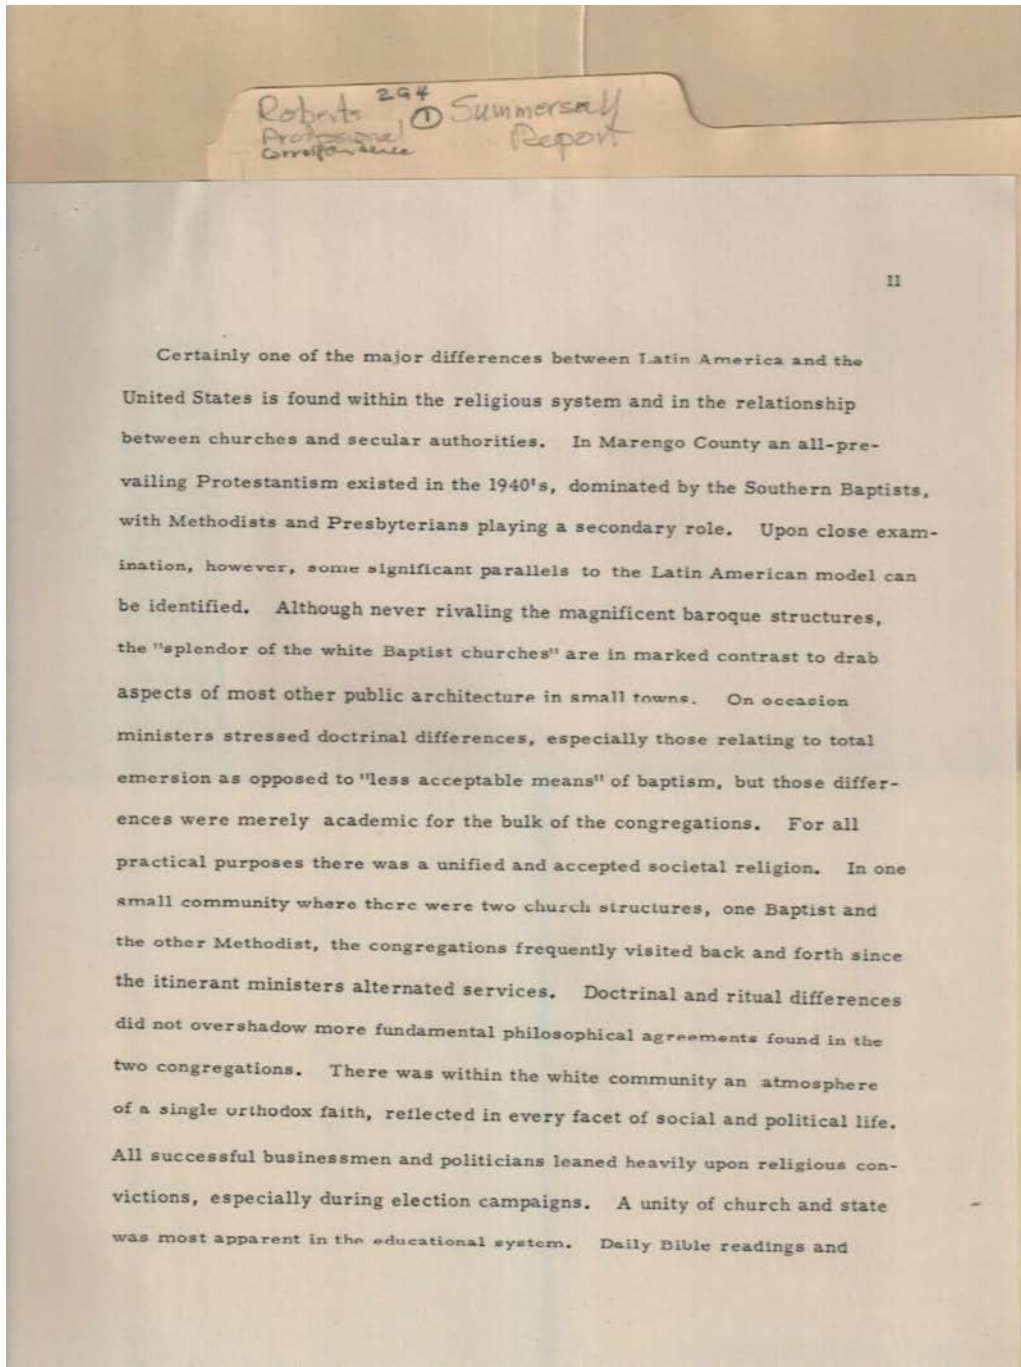 Roberts 2G4 ① Summersell
Professional Report
Correspondence
11
Certainly one of the major differences between Latin America and the
United States is found within the religious system and in the relationship
between churches and secular authorities. In Marengo County an all-pre-
vailing Protestantism existed in the 1940's, dominated by the Southern Baptists,
with Methodists and Presbyterians playing a secondary role. Upon close exam-
ination, however, some significant parallels to the Latin American model can
be identified. Although never rivaling the magnificent baroque structures,
the "splendor of the white Baptist churches" are in marked contrast to drab
aspects of most other public architecture in small towns. On occasion
ministers stressed doctrinal differences, especially those relating to total
emersion as opposed to "less acceptable means" of baptism, but those differ-
ences were merely academic for the bulk of the congregations. For all
practical purposes there was a unified and accepted societal religion. In one
small community where there were two church structures, one Baptist and
the other Methodist, the congregations frequently visited back and forth since
the itinerant ministers alternated services. Doctrinal and ritual differences
did not overshadow more fundamental philosophical agreements found in the
two congregations. There was within the white community an atmosphere
of a single orthodox faith, reflected in every facet of social and political life.
All successful businessmen and politicians leaned heavily upon religious con-
victions, especially during election campaigns. A unity of church and state
was most apparent in the educational system. Daily Bible readings and